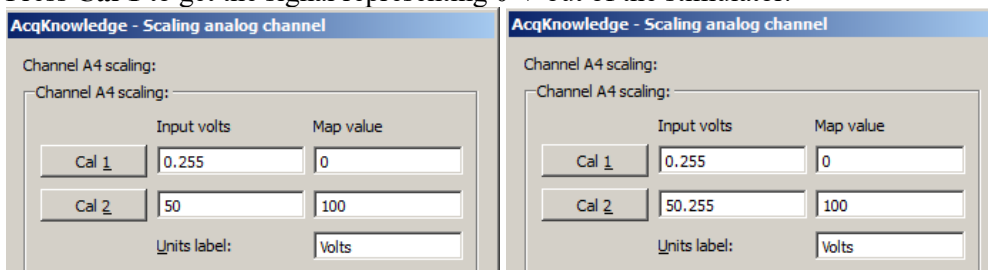 AcqKnowledge - Scaling analog channel
Channel A4 scaling:
Channel A4 scaling:
Input volts Map value
Cal 1 0.255 0
Cal 2 50 100
Units label: Volts
AcqKnowledge - Scaling analog channel
Channel A4 scaling:
Channel A4 scaling:
Input volts Map value
Cal 1 0.255 0
Cal 2 50.255 100
Units label: Volts